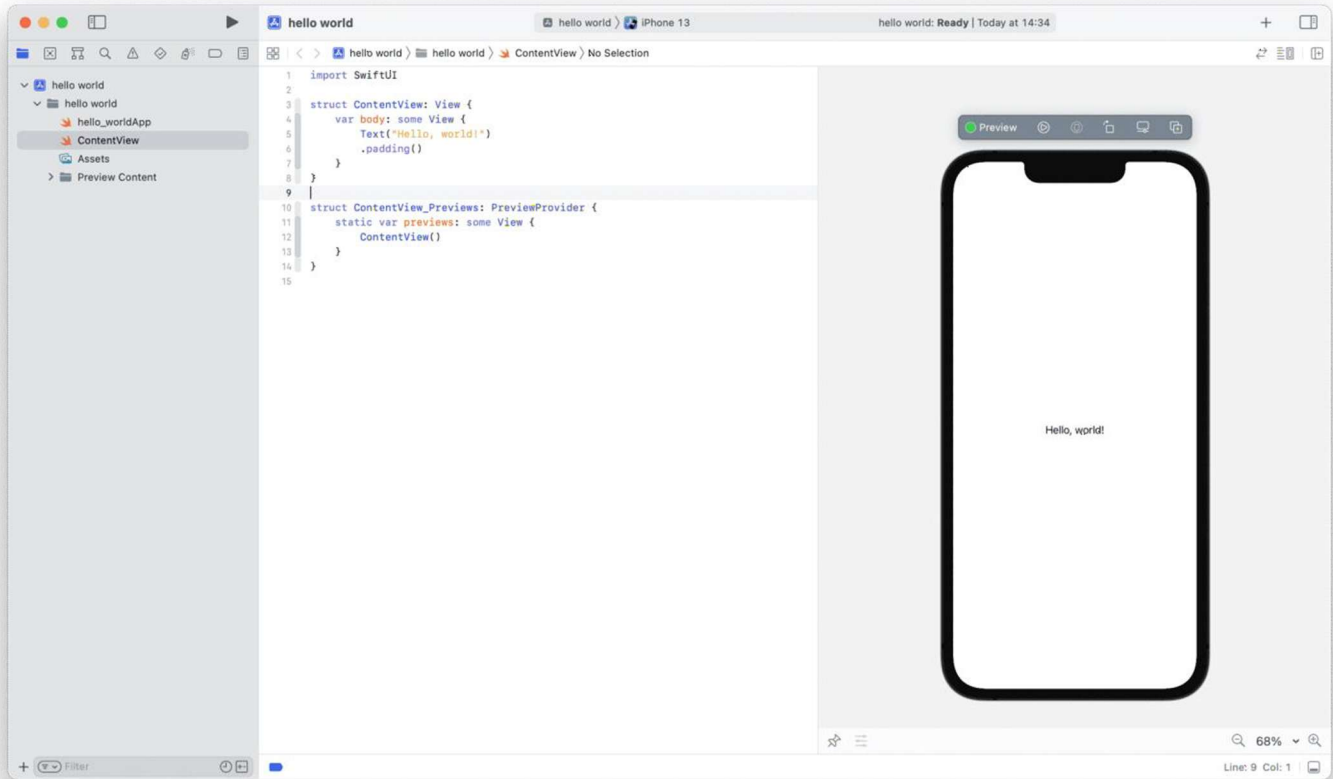 hello world
hello world 〉 iPhone 13
hello world: Ready | Today at 14:34
hello world 〉 hello world 〉 ContentView 〉 No Selection
hello world
hello world
hello_worldApp
ContentView
Assets
Preview Content
1 import SwiftUI
2
3 struct ContentView: View {
4 var body: some View {
5 Text("Hello, world!")
6 .padding()
7 }
8 }
9
10 struct ContentView_Previews: PreviewProvider {
11 static var previews: some View {
12 ContentView()
13 }
14 }
15
Preview
Hello, world!
68%
Filter
Line: 9 Col: 1